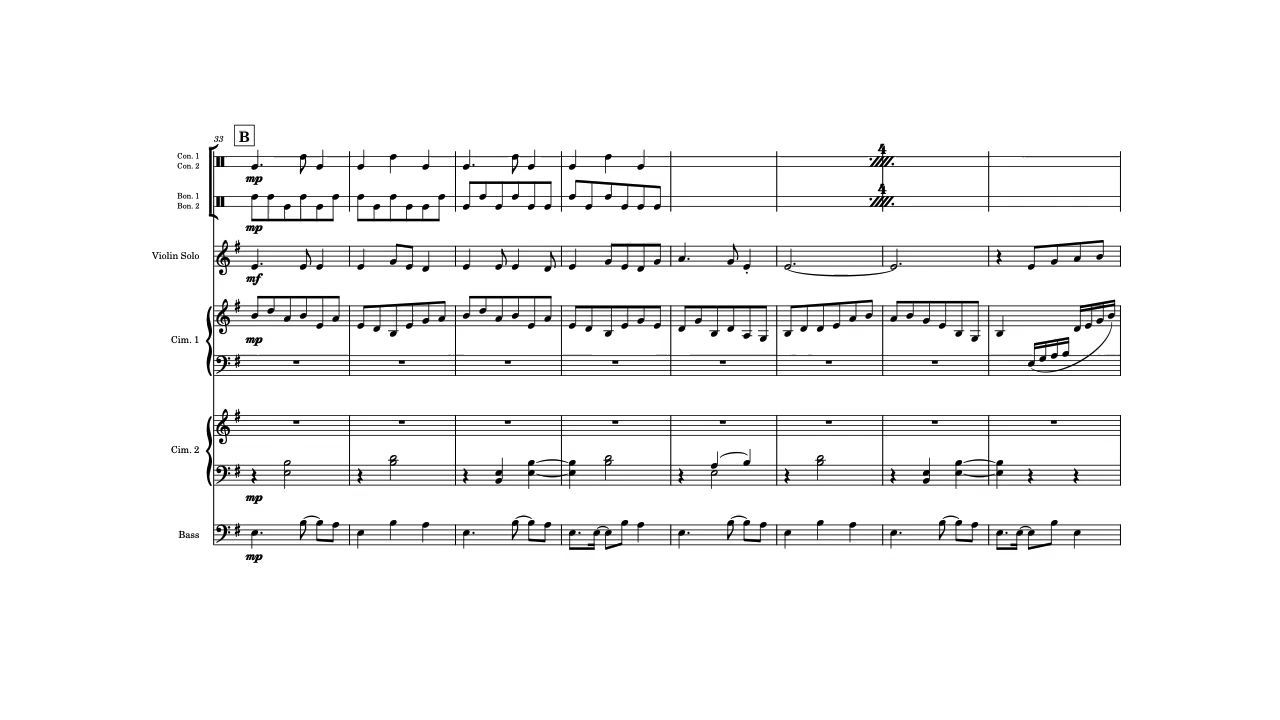 33 B
Con. 1
Con. 2
4
mp
Bon. 1
Bon. 2
4
mp
Violin Solo
mf
Cim. 1
mp
Cim. 2
mp
Bass
mp